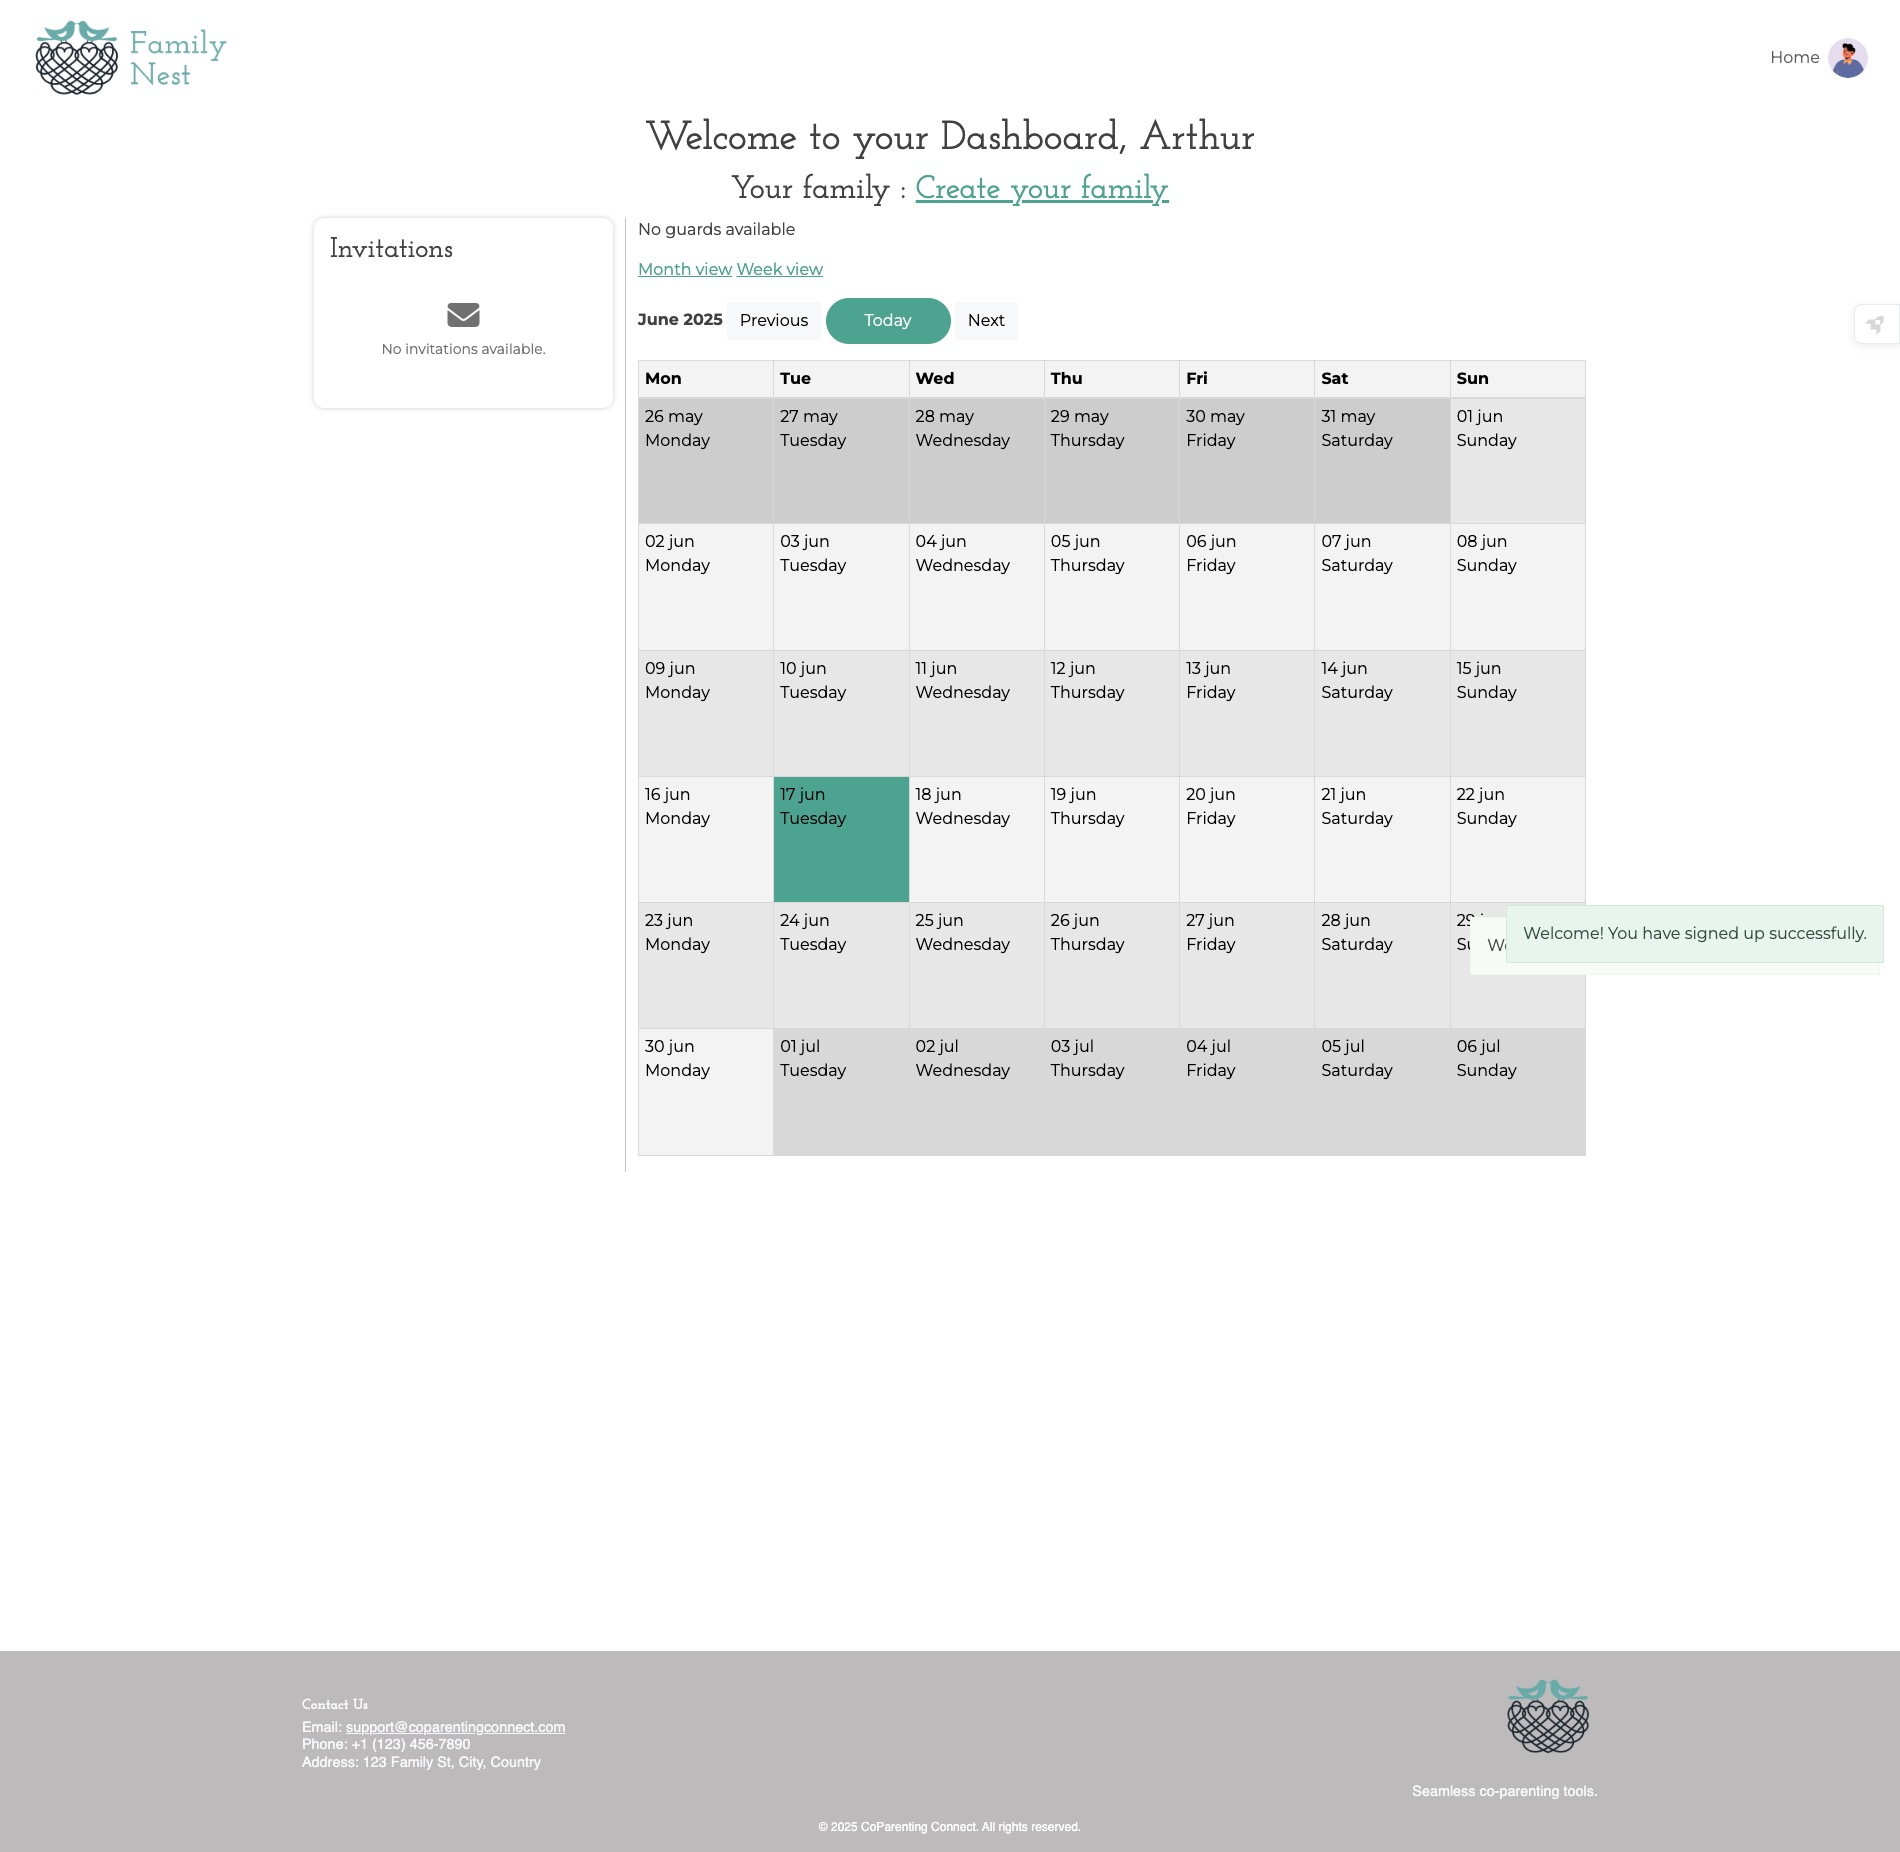 Family
Nest
Home
Welcome to your Dashboard, Arthur
Your family : Create your family
Invitations
No invitations available.
No guards available
Month view Week view
June 2025 Previous Today Next
Mon Tue Wed Thu Fri Sat Sun
26 may 27 may 28 may 29 may 30 may 31 may 01 jun
Monday Tuesday Wednesday Thursday Friday Saturday Sunday
02 jun 03 jun 04 jun 05 jun 06 jun 07 jun 08 jun
Monday Tuesday Wednesday Thursday Friday Saturday Sunday
09 jun 10 jun 11 jun 12 jun 13 jun 14 jun 15 jun
Monday Tuesday Wednesday Thursday Friday Saturday Sunday
16 jun 17 jun 18 jun 19 jun 20 jun 21 jun 22 jun
Monday Tuesday Wednesday Thursday Friday Saturday Sunday
23 jun 24 jun 25 jun 26 jun 27 jun 28 jun 29
Monday Tuesday Wednesday Thursday Friday Saturday
Welcome! You have signed up successfully.
30 jun 01 jul 02 jul 03 jul 04 jul 05 jul 06 jul
Monday Tuesday Wednesday Thursday Friday Saturday Sunday
Contact Us
Email: support@coparentingconnect.com
Phone: +1 (123) 456-7890
Address: 123 Family St, City, Country
Seamless co-parenting tools.
© 2025 CoParenting Connect. All rights reserved.